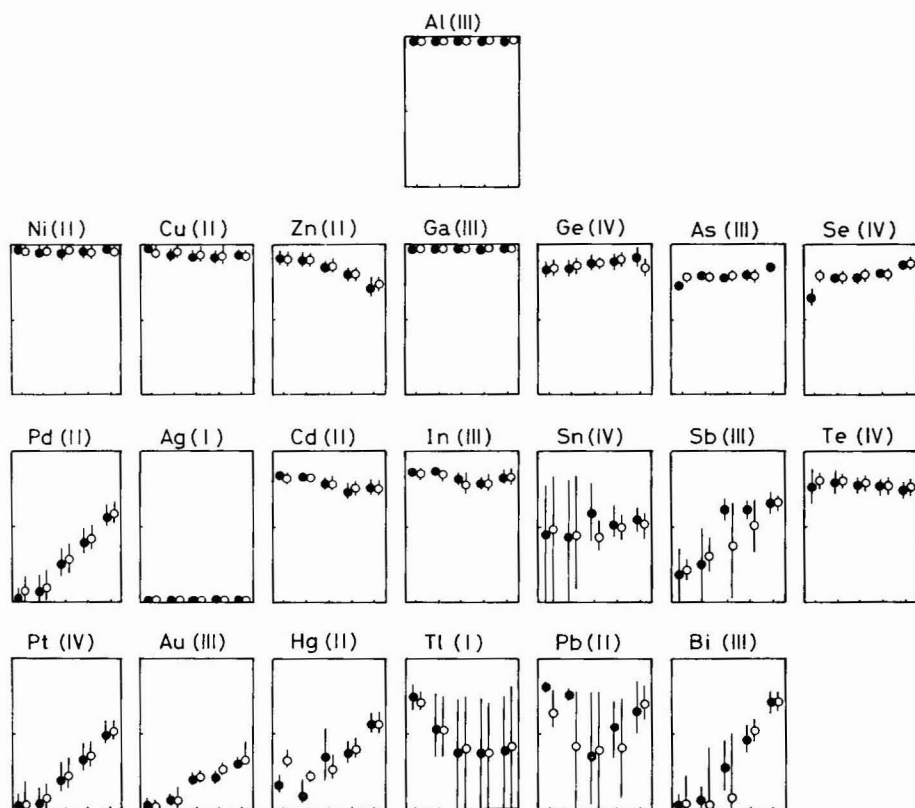 Al (III)
Ni (II) Cu (II) Zn (II) Ga (III) Ge (IV) As (III) Se (IV)
Pd (II) Ag (I) Cd (II) In (III) Sn (IV) Sb (III) Te (IV)
Pt (IV) Au (III) Hg (II) Tl (I) Pb (II) Bi (III)